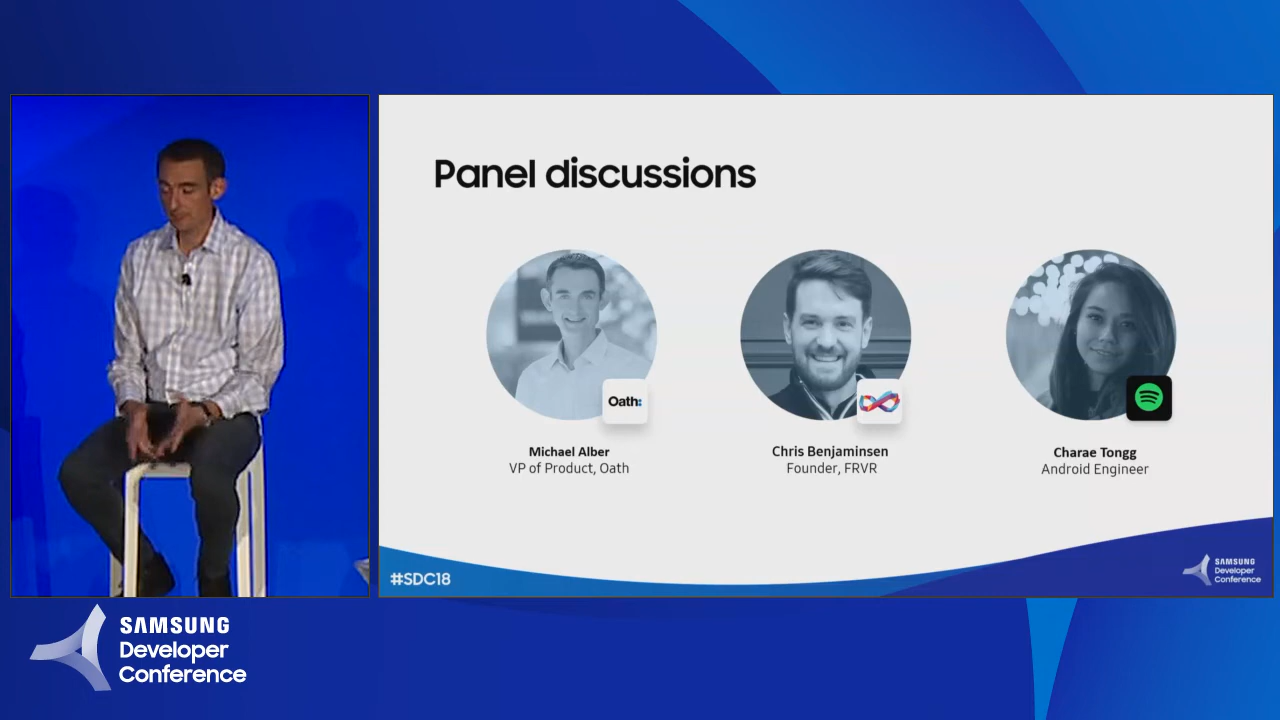 Panel discussions
Oath:
Michael Alber
VP of Product, Oath
Chris Benjaminsen
Founder, FRVR
Charae Tongg
Android Engineer
#SDC18
SAMSUNG
Developer
Conference
SAMSUNG
Developer
Conference